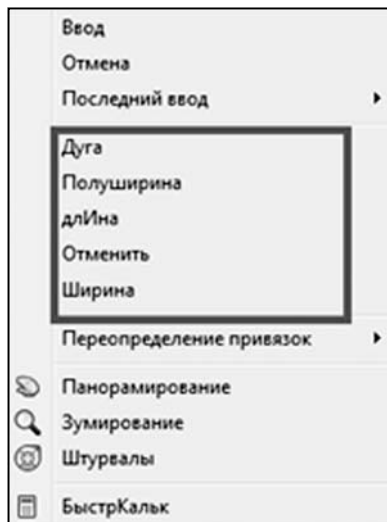 Ввод
Отмена
Последний ввод
Дуга
Полуширина
длИна
Отменить
Ширина
Переопределение привязок
Панорамирование
Зумирование
Штурвалы
БыстрКальк